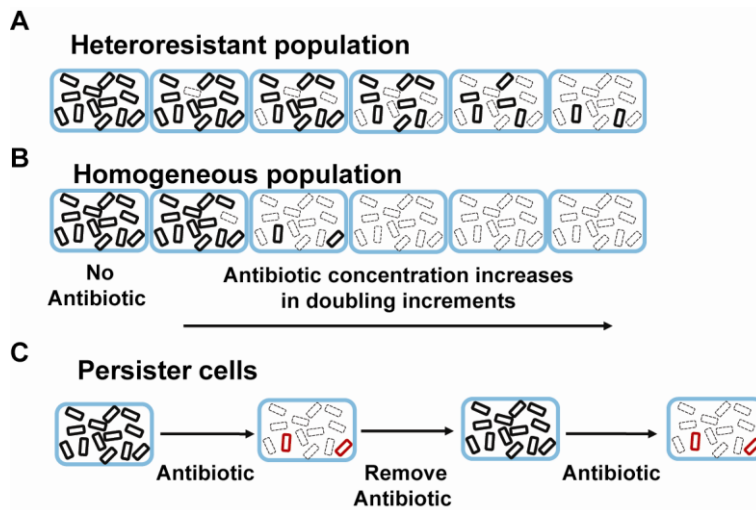 A
Heteroresistant population
B
Homogeneous population
No
Antibiotic
Antibiotic concentration increases
in doubling increments
C
Persister cells
Antibiotic
Remove
Antibiotic
Antibiotic